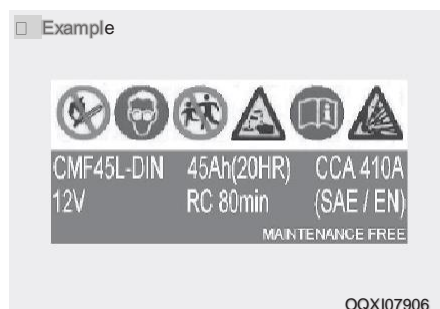 □ Example
CMF45L-DIN 45Ah(20HR) CCA 410A
12V RC 80min (SAE / EN)
MAINTENANCE FREE
OQXI07906